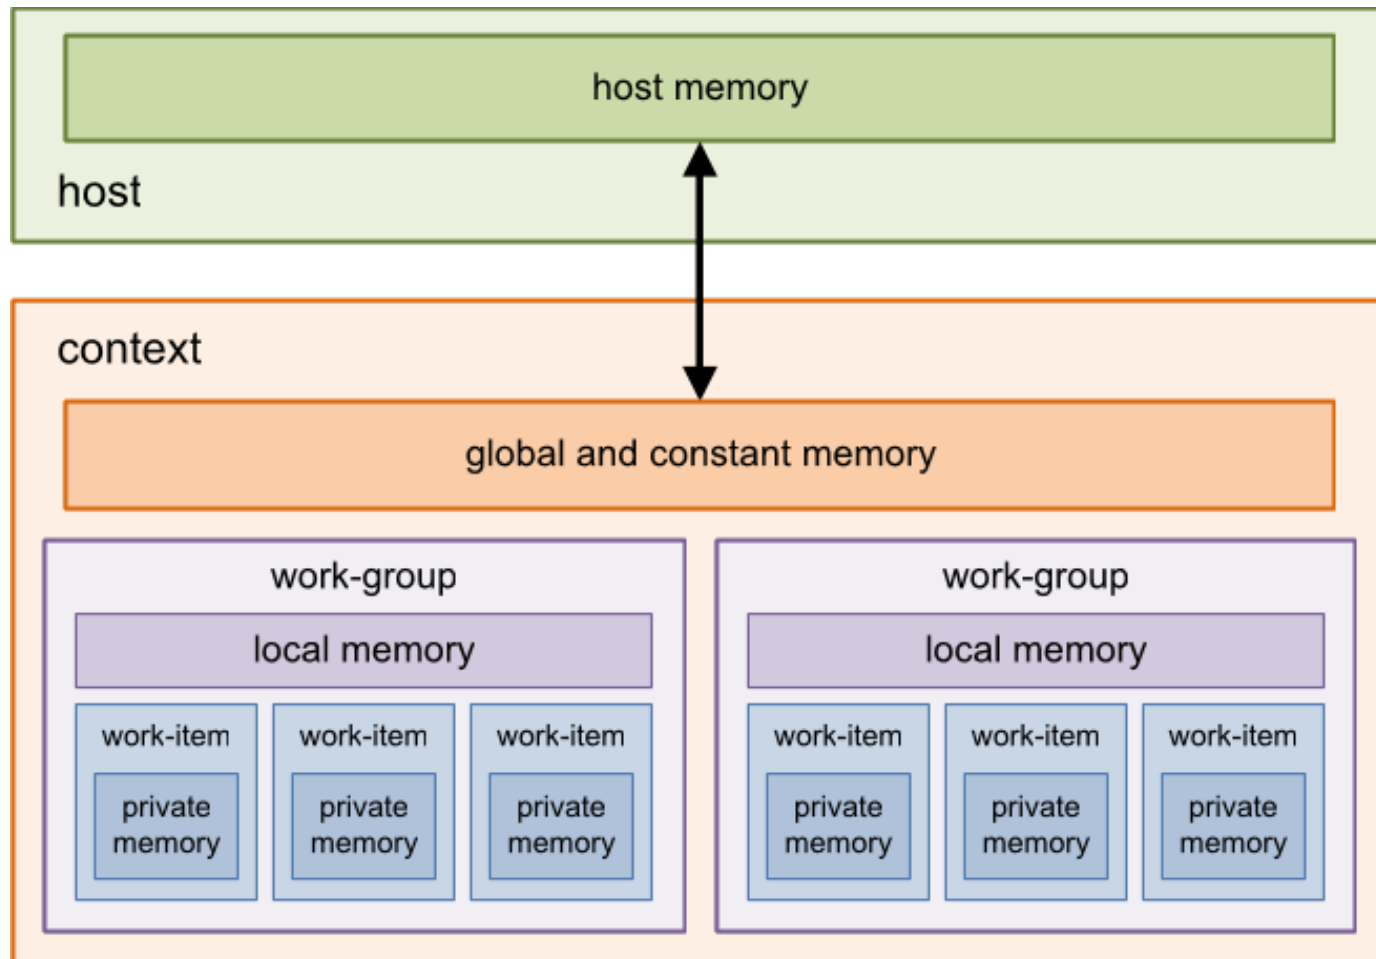 host memory
host
context
global and constant memory
work-group
local memory
work-item work-item work-item
private private private
memory memory memory
work-group
local memory
work-item work-item work-item
private private private
memory memory memory